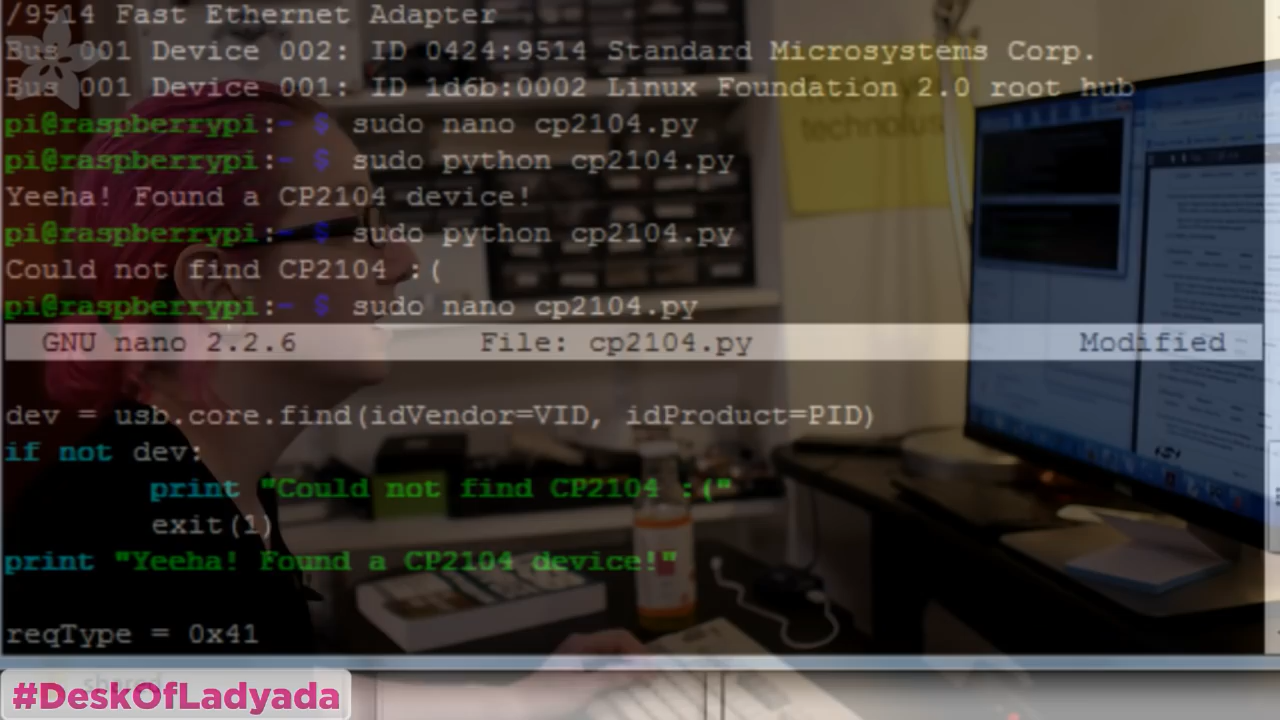 /9514 Fast Ethernet Adapter
Bus 001 Device 002: ID 0424:9514 Standard Microsystems Corp.
Bus 001 Device 001: ID 1d6b:0002 Linux Foundation 2.0 root hub
pi@raspberrypi:~ $ sudo nano cp2104.py
pi@raspberrypi:~ $ sudo python cp2104.py
Yeeha! Found a CP2104 device!
pi@raspberrypi:~ $ sudo python cp2104.py
Could not find CP2104 :(
pi@raspberrypi:~ $ sudo nano cp2104.py
GNU nano 2.2.6 File: cp2104.py Modified
dev = usb.core.find(idVendor=VID, idProduct=PID)
if not dev:
print "Could not find CP2104 :("
exit(1)
print "Yeeha! Found a CP2104 device!"
reqType = 0x41
shared
#DeskOfLadyada